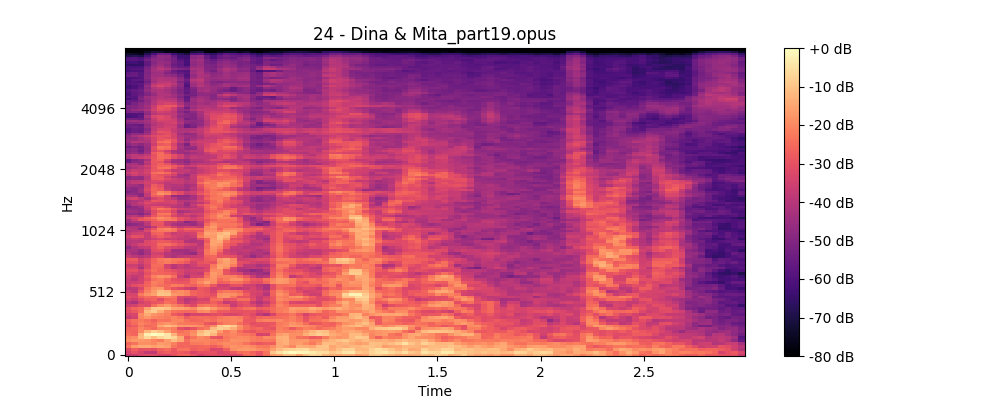 24 - Dina & Mita_part19.opus
Hz
4096
2048
1024
512
0
0 0.5 1 1.5 2 2.5
Time
+0 dB
-10 dB
-20 dB
-30 dB
-40 dB
-50 dB
-60 dB
-70 dB
-80 dB